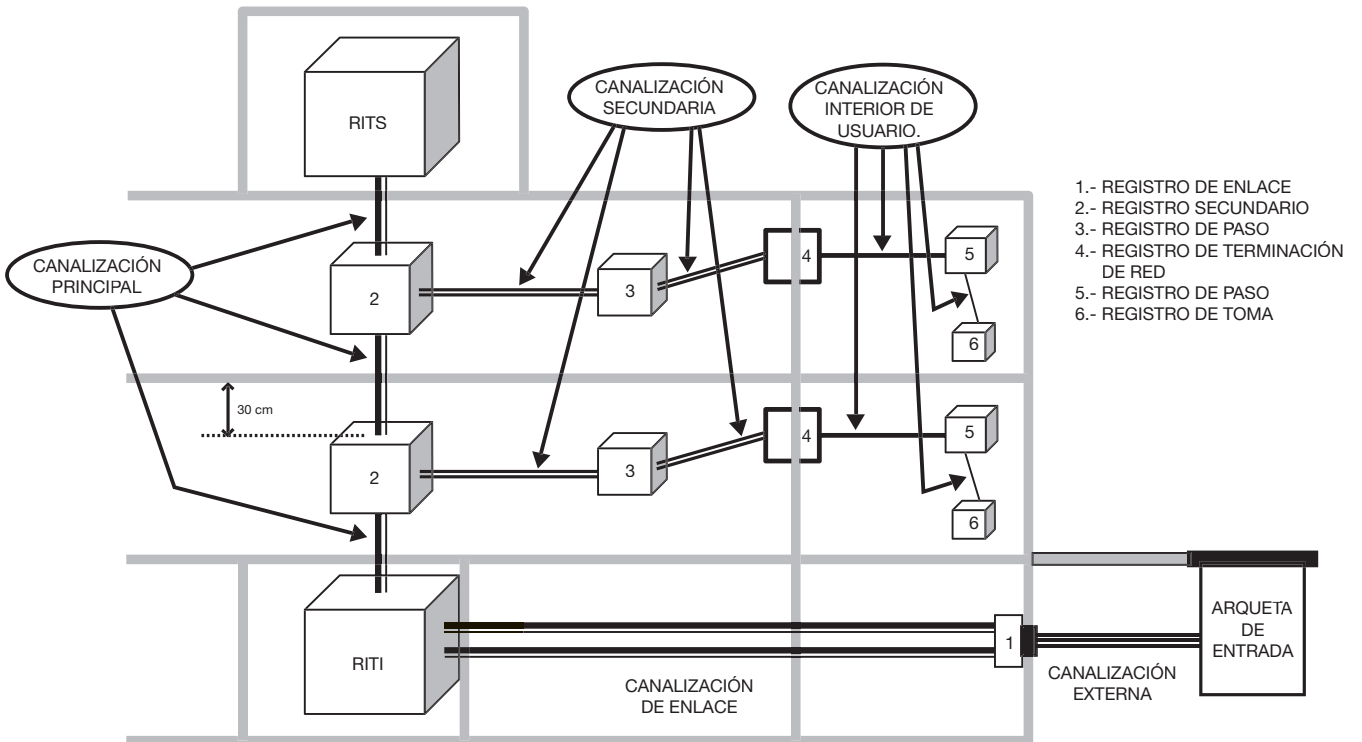 RITS
CANALIZACIÓN
SECUNDARIA
CANALIZACIÓN
INTERIOR DE
USUARIO.
1.- REGISTRO DE ENLACE
2.- REGISTRO SECUNDARIO
3.- REGISTRO DE PASO
4.- REGISTRO DE TERMINACIÓN
DE RED
5.- REGISTRO DE PASO
6.- REGISTRO DE TOMA
CANALIZACIÓN
PRINCIPAL
2
3
4
5
6
30 cm
2
3
4
5
6
RITI
CANALIZACIÓN
DE ENLACE
1
CANALIZACIÓN
EXTERNA
ARQUETA
DE
ENTRADA